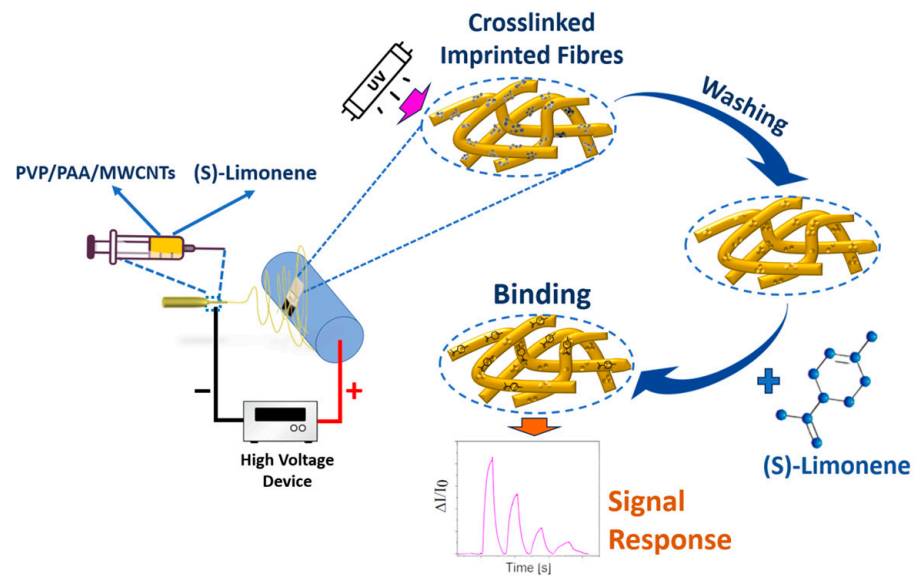 Crosslinked
Imprinted Fibres
UV
Washing
PVP/PAA/MWCNTs
(S)-Limonene
Binding
−
+
High Voltage
Device
+
(S)-Limonene
ΔI/I0
Time [s]
Signal
Response